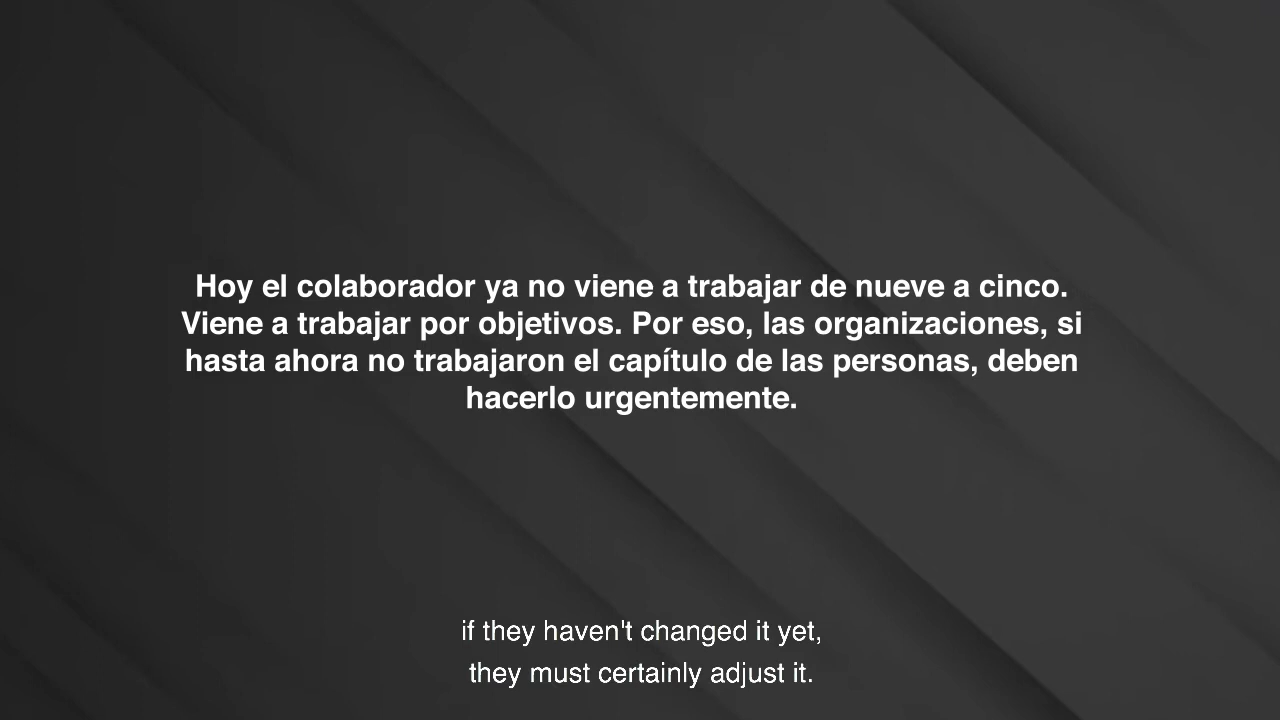 Hoy el colaborador ya no viene a trabajar de nueve a cinco.
Viene a trabajar por objetivos. Por eso, las organizaciones, si
hasta ahora no trabajaron el capítulo de las personas, deben
hacerlo urgentemente.
if they haven't changed it yet,
they must certainly adjust it.